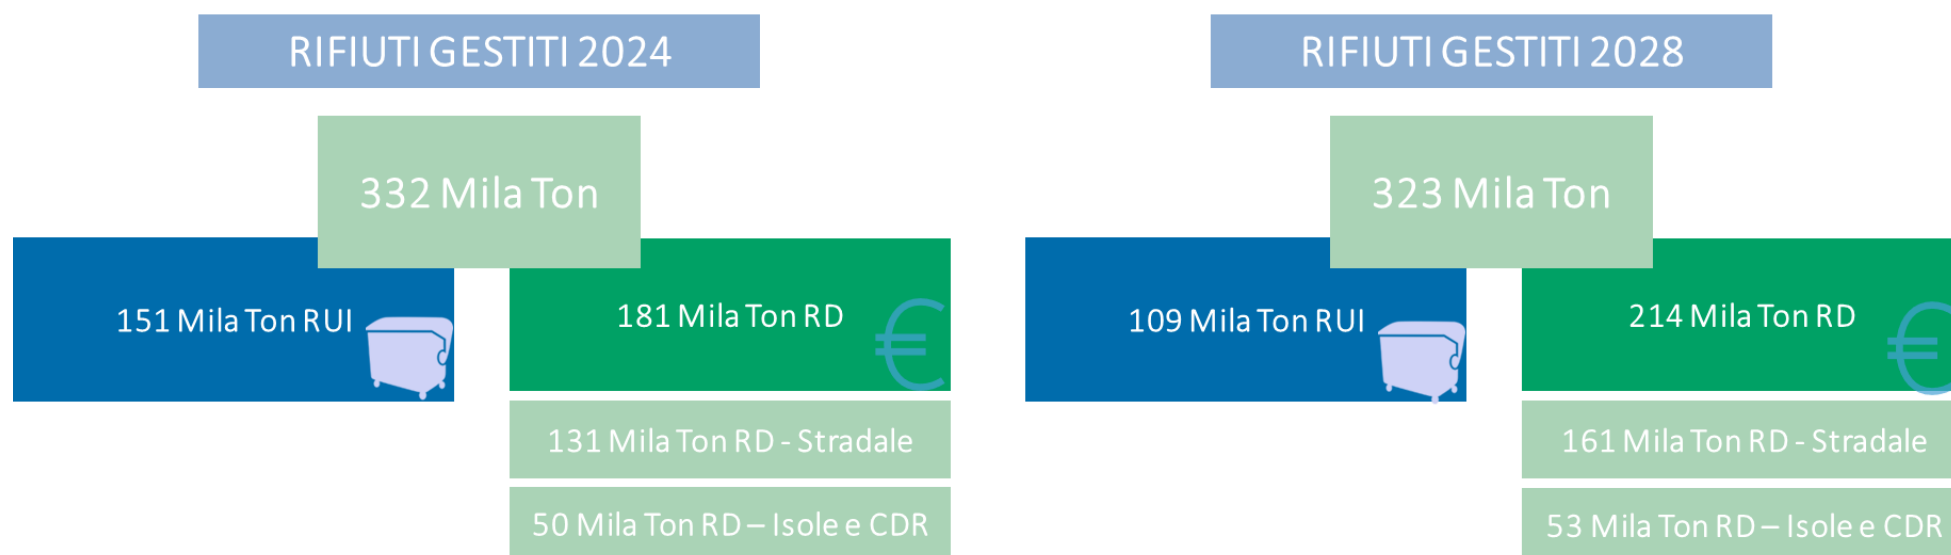 RIFIUTI GESTITI 2024
332 Mila Ton
151 Mila Ton RUI
181 Mila Ton RD
€
131 Mila Ton RD - Stradale
50 Mila Ton RD – Isole e CDR
RIFIUTI GESTITI 2028
323 Mila Ton
109 Mila Ton RUI
214 Mila Ton RD
€
161 Mila Ton RD - Stradale
53 Mila Ton RD – Isole e CDR